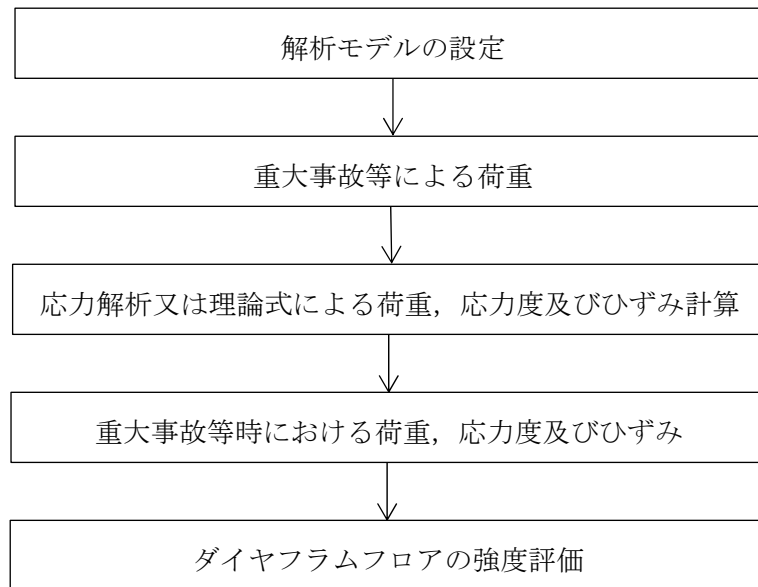 解析モデルの設定
重大事故等による荷重
応力解析又は理論式による荷重，応力度及びひずみ計算
重大事故等時における荷重，応力度及びひずみ
ダイヤフラムフロアの強度評価